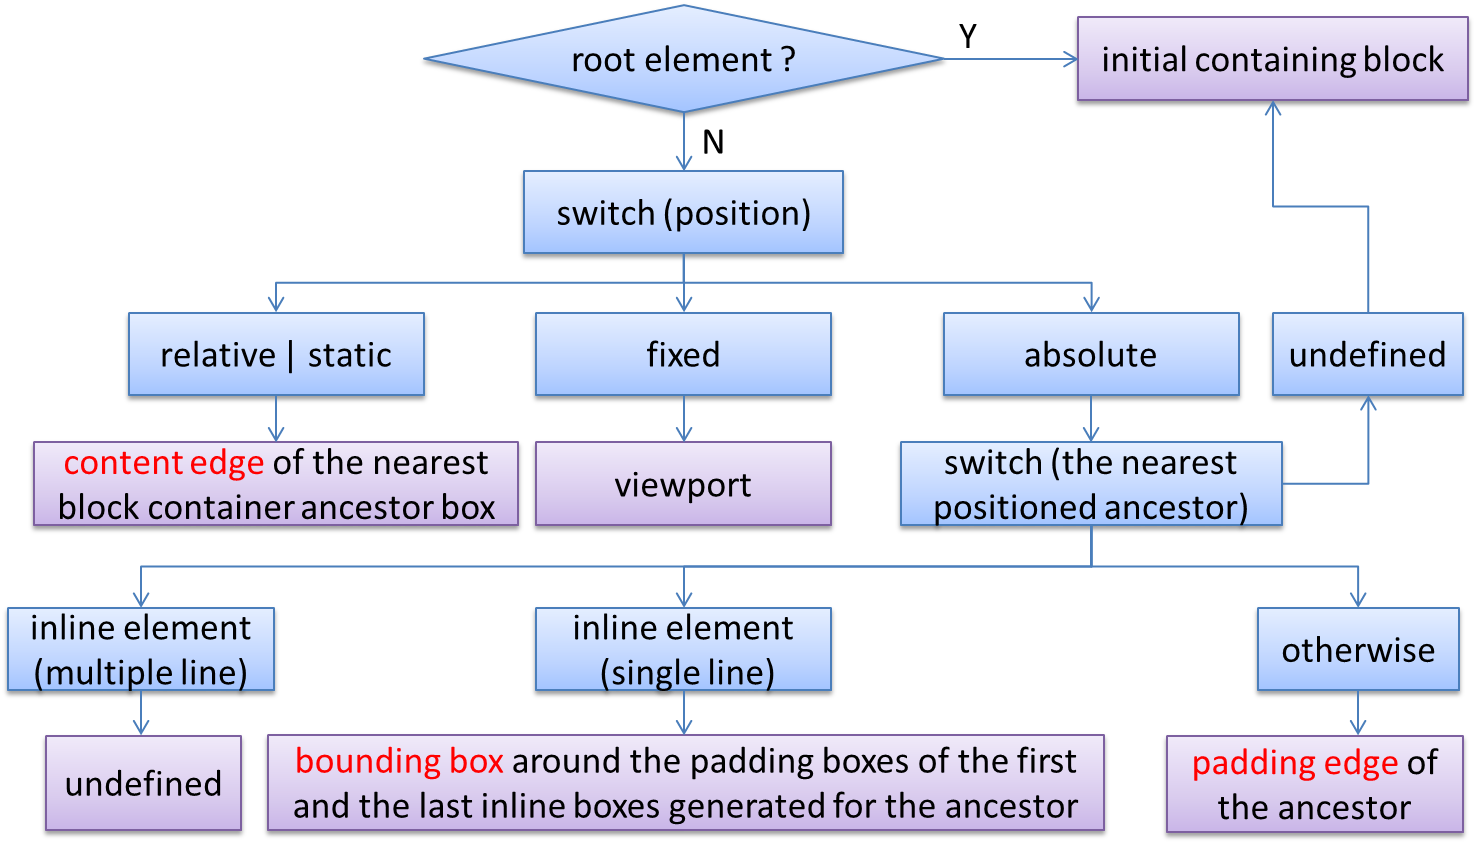 root element ?
Y
initial containing block
N
switch (position)
relative | static
fixed
absolute
undefined
content edge of the nearest
block container ancestor box
viewport
switch (the nearest
positioned ancestor)
inline element
(multiple line)
inline element
(single line)
otherwise
undefined
bounding box around the padding boxes of the first
and the last inline boxes generated for the ancestor
padding edge of
the ancestor